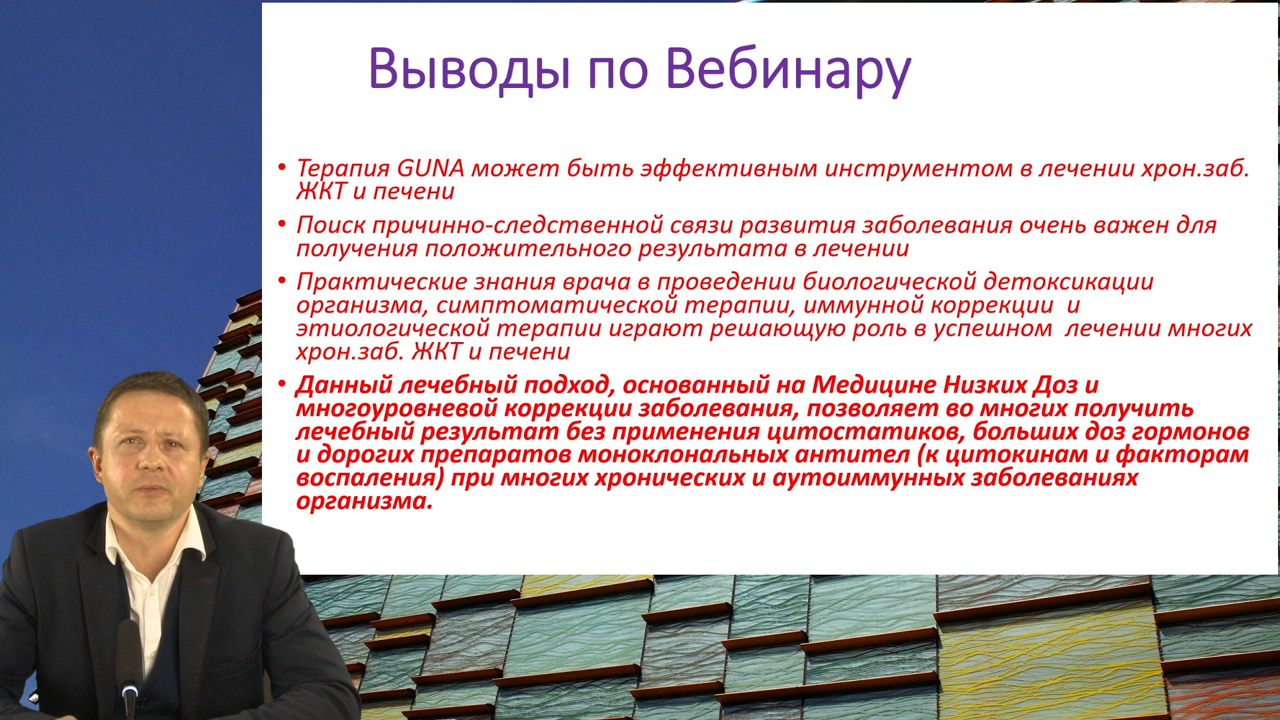 Выводы по Вебинару
• Терапия GUNA может быть эффективным инструментом в лечении хрон.заб.
ЖКТ и печени
• Поиск причинно-следственной связи развития заболевания очень важен для
получения положительного результата в лечении
• Практические знания врача в проведении биологической детоксикации
организма, симптоматической терапии, иммунной коррекции и
этиологической терапии играют решающую роль в успешном лечении многих
хрон.заб. ЖКТ и печени
• Данный лечебный подход, основанный на Медицине Низких Доз и
многоуровневой коррекции заболевания, позволяет во многих получить
лечебный результат без применения цитостатиков, больших доз гормонов
и дорогих препаратов моноклональных антител (к цитокинам и факторам
воспаления) при многих хронических и аутоиммунных заболеваниях
организма.